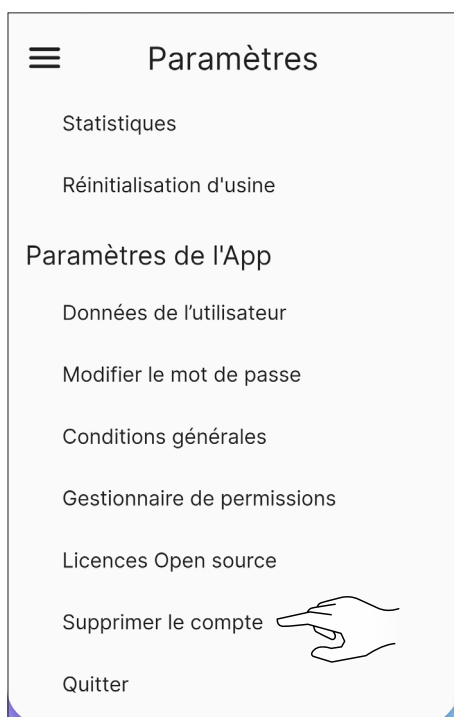 Paramètres
Statistiques
Réinitialisation d'usine
Paramètres de l'App
Données de l’utilisateur
Modifier le mot de passe
Conditions générales
Gestionnaire de permissions
Licences Open source
Supprimer le compte
Quitter